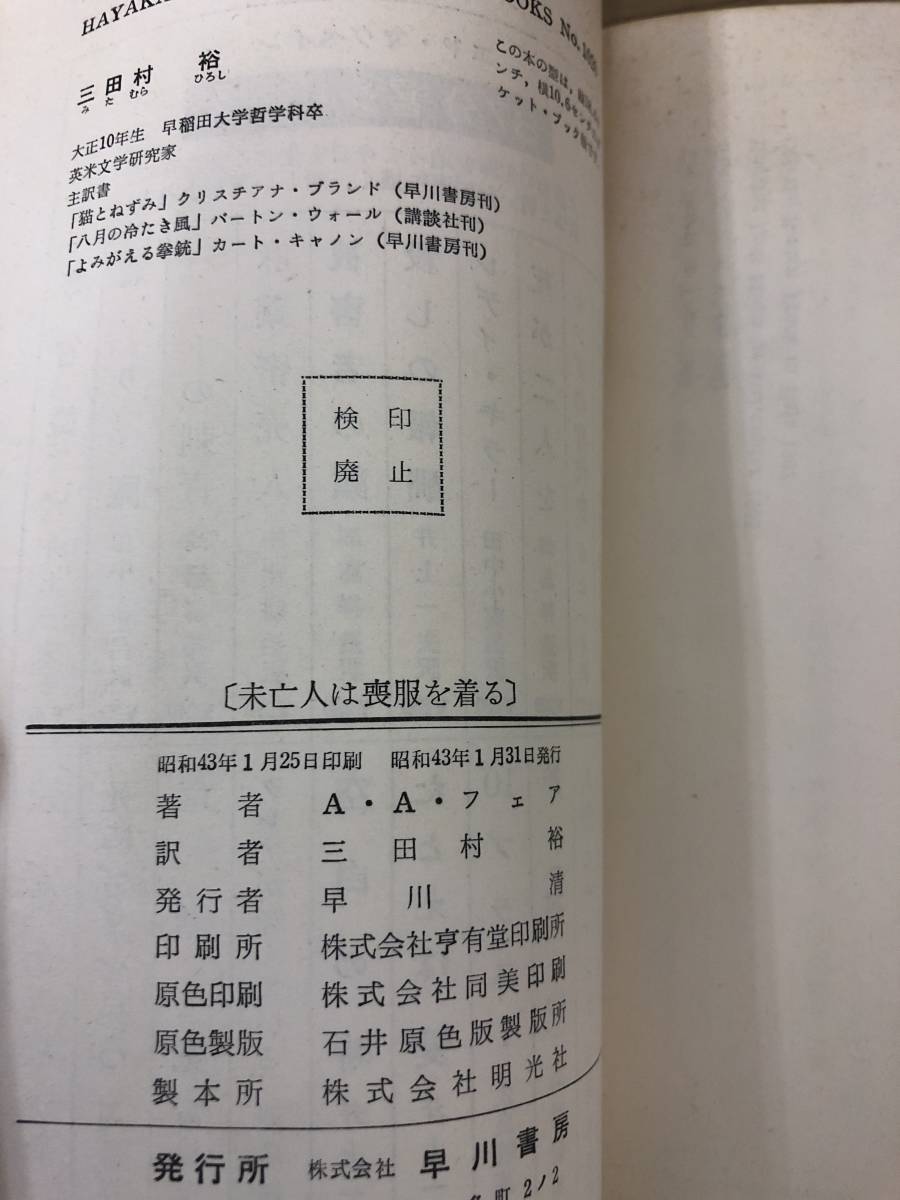 HAYAKA
OOKS No.
三田村 裕
み た むら ひろし
大正10年生 早稲田大学哲学科卒
英米文学研究家
主訳書
「猫とねずみ」クリスチアナ・ブランド(早川書房刊)
「八月の冷たき風」バートン・ウォール(講談社刊)
「よみがえる拳銃」カート・キャノン(早川書房刊)
この本の型は,
ンチ,横10.6センチ
ケット・ブック
検印
廃止
〔未亡人は喪服を着る〕
昭和43年1月25日印刷 昭和43年1月31日発行
著者 A・A・フェア
訳者 三田村裕
発行者 早川清
印刷所 株式会社亨有堂印刷所
原色印刷 株式会社同美印刷
原色製版 石井原色版製版所
製本所 株式会社明光社
発行所 株式会社 早川書房
町2ノ2